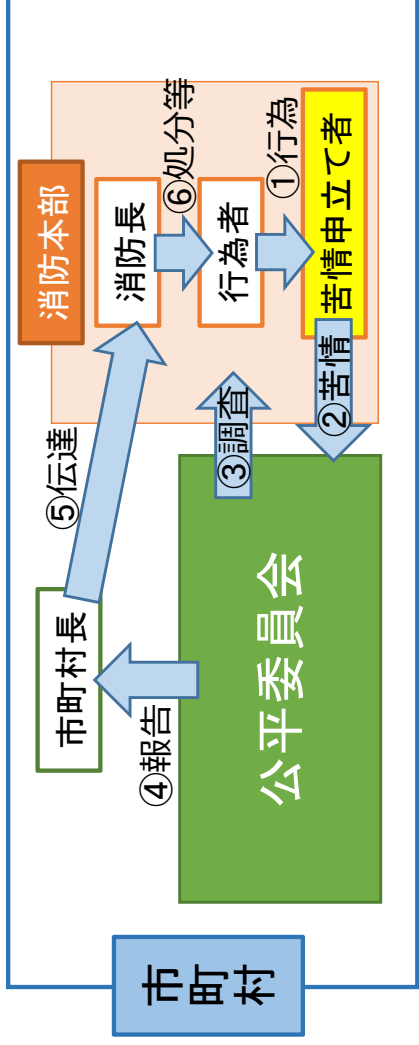 市町村
消防本部
消防長
⑥処分等
行為者
①行為
苦情申立て者
②苦情
③調査
公平委員会
④報告
市町村長
⑤伝達